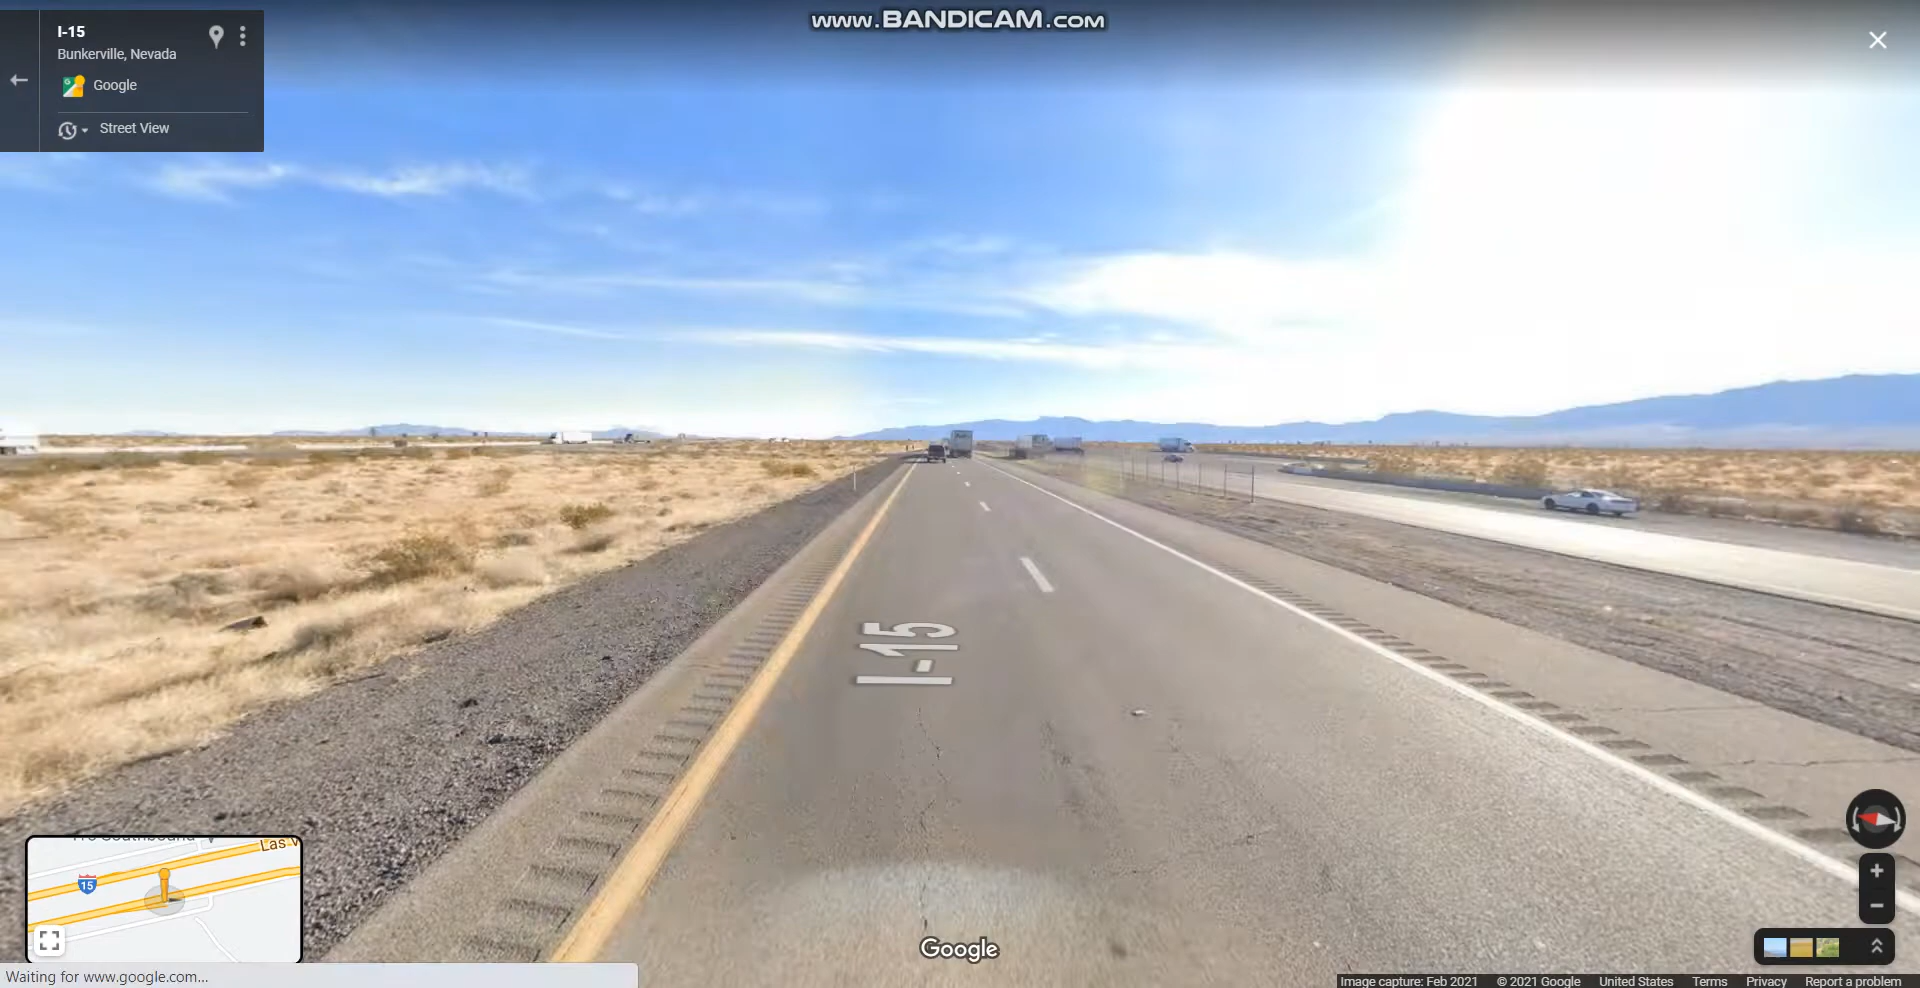 www.BANDICAM.com
I-15
Bunkerville, Nevada
Google
Street View
I-15
Las V
15
Google
Waiting for www.google.com...
Image capture: Feb 2021 © 2021 Google United States Terms Privacy Report a problem